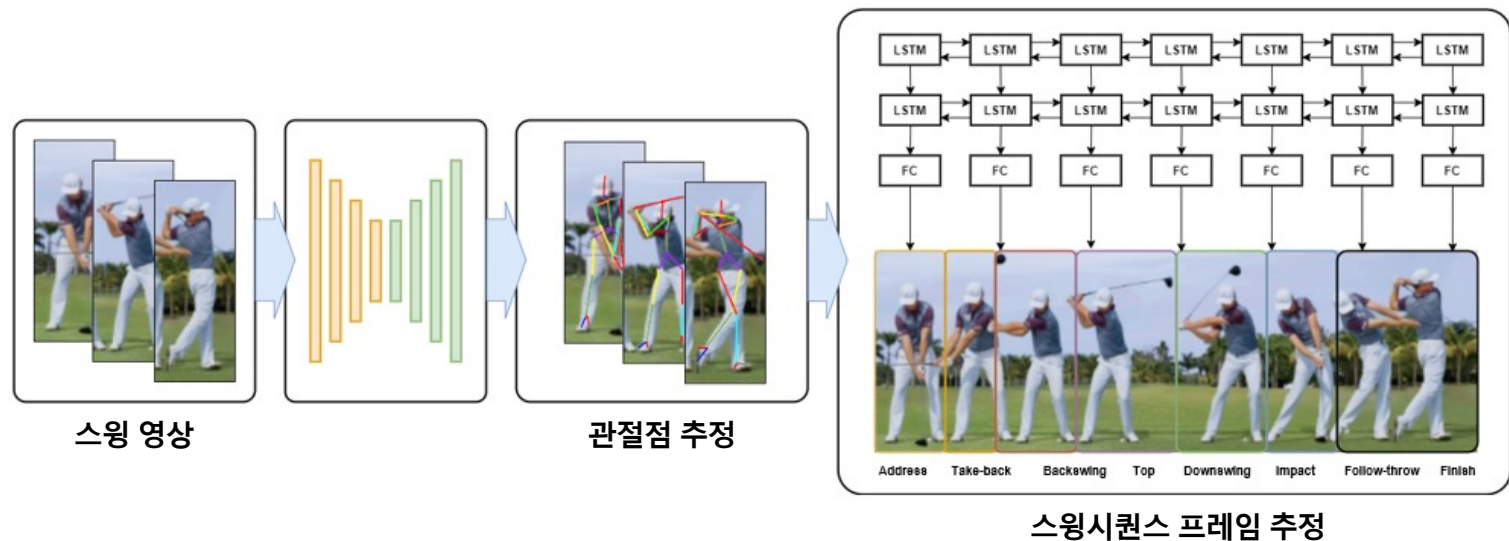 LSTM LSTM LSTM LSTM LSTM LSTM LSTM
LSTM LSTM LSTM LSTM LSTM LSTM LSTM
FC FC FC FC FC FC FC
Address Take-back Backswing Top Downswing Impact Follow-throw Finish
스윙 영상
관절점 추정
스윙시퀀스 프레임 추정